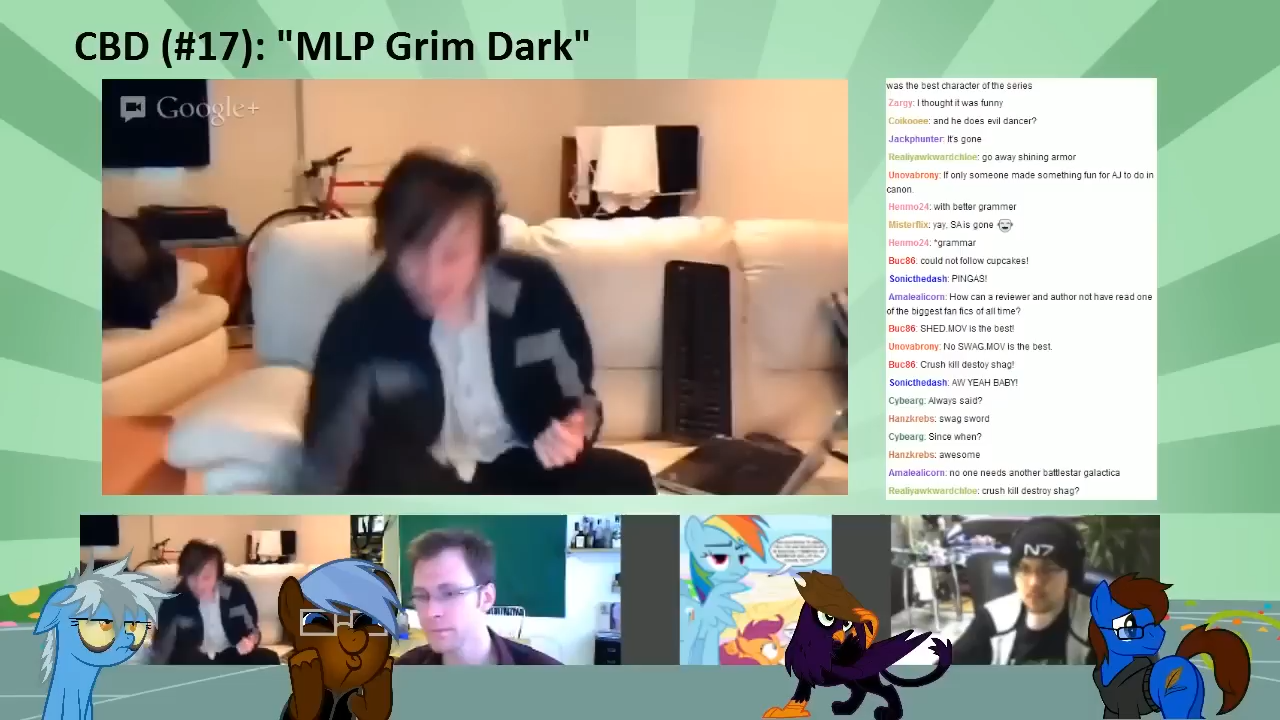 CBD (#17): "MLP Grim Dark"
Google+
was the best character of the series
Zargy: I thought it was funny
Coikooee: and he does evil dancer?
Jackphunter: It's gone
Realiyawkwardchloe: go away shining armor
Unovabrony: If only someone made something fun for AJ to do in
canon.
Henmo24: with better grammer
Misterflix: yay, SA is gone
Henmo24: *grammar
Buc86: could not follow cupcakes!
Sonicthedash: PINGAS!
Amalealicorn: How can a reviewer and author not have read one
of the biggest fan fics of all time?
Buc86: SHED.MOV is the best!
Unovabrony: No SWAG.MOV is the best.
Buc86: Crush kill destoy shag!
Sonicthedash: AW YEAH BABY!
Cybearg: Always said?
Hanzkrebs: swag sword
Cybearg: Since when?
Hanzkrebs: awesome
Amalealicorn: no one needs another battlestar galactica
Realiyawkwardchloe: crush kill destroy shag?
N7